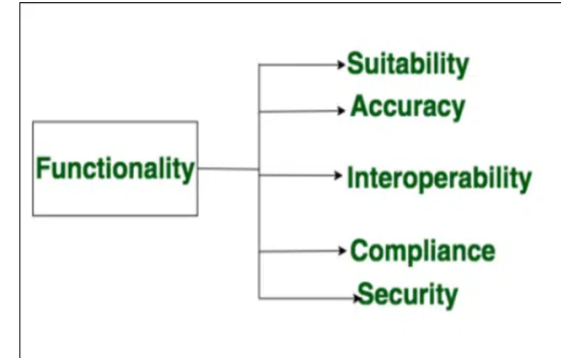 Functionality
Suitability
Accuracy
Interoperability
Compliance
Security